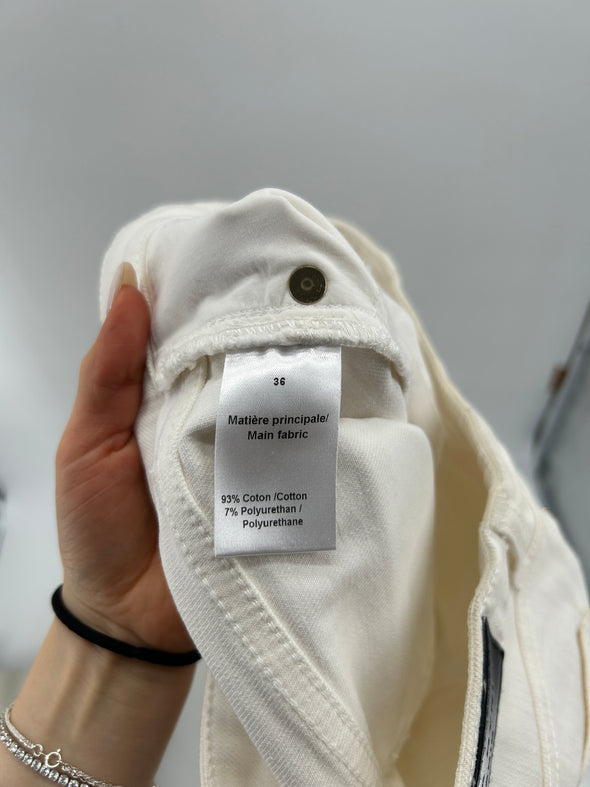 36
Matière principale/
Main fabric
93% Coton /Cotton
7% Polyurethan /
Polyurethane